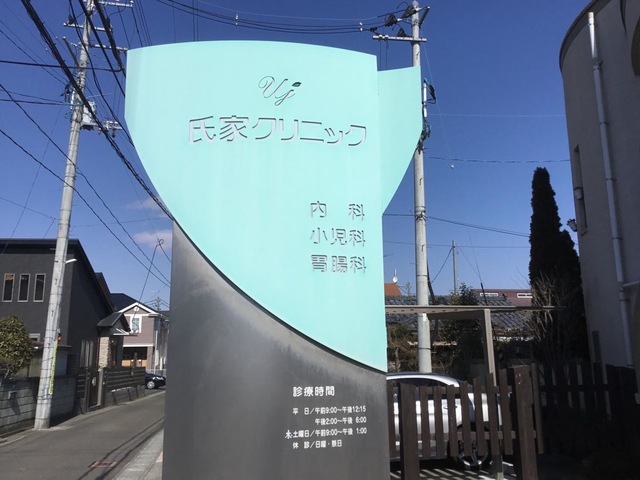 Uj
氏家クリニック
内科
小児科
胃腸科
診療時間
平 日/午前9:00〜午後12:15
午後2:00〜午後 6:00
木・土曜日/午前9:00〜午後 1:00
休 診/日曜・祭日